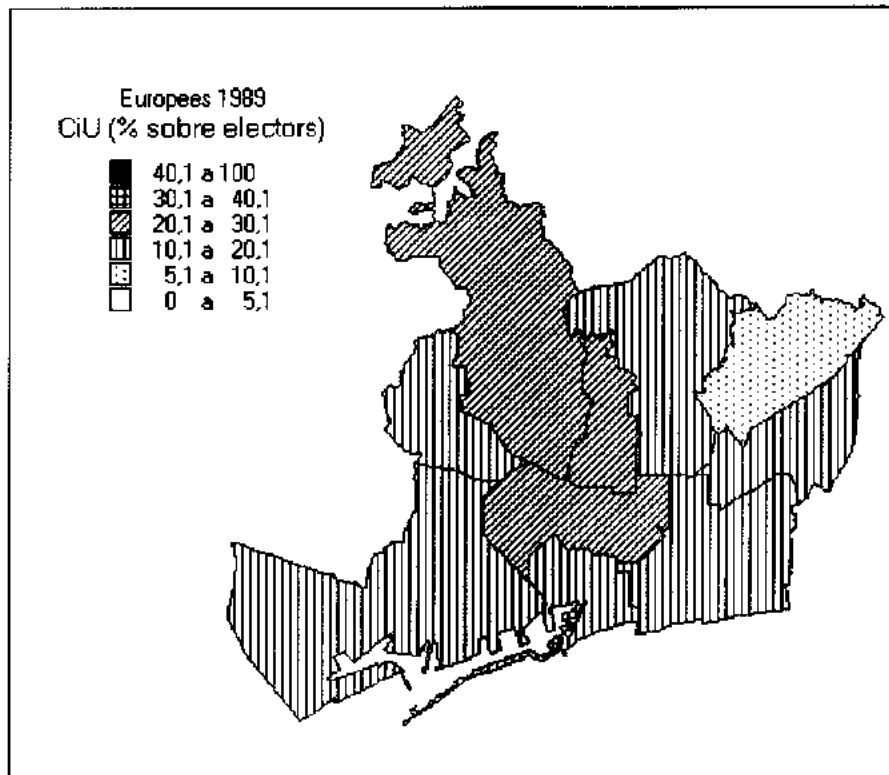 Europees 1989
CiU (% sobre electors)
40,1 a 100
30,1 a 40,1
20,1 a 30,1
10,1 a 20,1
5,1 a 10,1
0 a 5,1